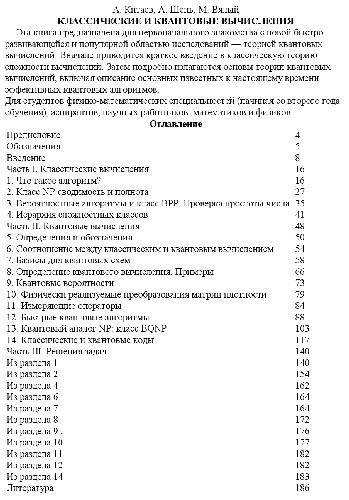 А. Китаев, А. Шень, М. Вялый
КЛАССИЧЕСКИЕ И КВАНТОВЫЕ ВЫЧИСЛЕНИЯ
Эта книга предназначена для первоначального знакомства с новой быстро
развивающейся и популярной областью исследований — теорией квантовых
вычислений. Вначале приводится краткое введение в классическую теорию
сложности вычислений. Затем подробно излагаются основы теории квантовых
вычислений, включая описание основных известных к настоящему времени
эффективных квантовых алгоритмов.
Для студентов физико-математических специальностей (начиная со второго года
обучения), аспирантов, научных работников, математиков и физиков.
Оглавление
Предисловие 4
Обозначения 5
Введение 8
Часть I. Классические вычисления 16
1. Что такое алгоритм? 16
2. Класс NP сводимость и полнота 27
3. Вероятностные алгоритмы и класс BPP. Проверка простоты числа 35
4. Иерархия сложностных классов 41
Часть II. Квантовые вычисления 48
5. Определения и обозначения 50
6. Соотношение между классическим и квантовым вычислением 54
7. Базисы для квантовых схем 58
8. Определение квантового вычисления. Примеры 66
9. Квантовые вероятности 73
10. Физически реализуемые преобразования матриц плотности 79
11. Измеряющие операторы 84
12. Быстрые квантовые алгоритмы 88
13. Квантовый аналог NP: класс BQNP 103
14. Классические и квантовые коды 117
Часть III. Решения задач 140
Из раздела 1 140
Из раздела 2 154
Из раздела 4 162
Из раздела 6 164
Из раздела 7 164
Из раздела 8 172
Из раздела 9 . 176
Из раздела 10 177
Из раздела 11 182
Из раздела 12 182
Из раздела 14 183
Литература 186